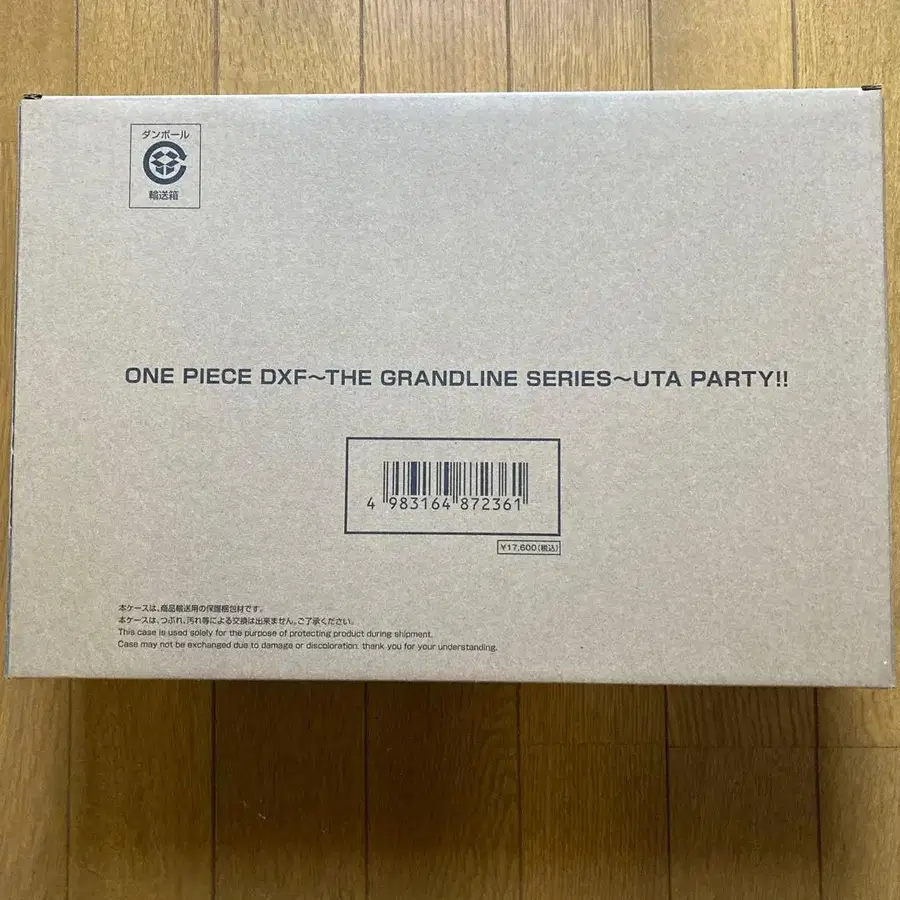 ダンボール
輸送箱
ONE PIECE DXF～THE GRANDLINE SERIES～UTA PARTY!!
4 983164 872361
¥17,600(税込)
本ケースは、商品輸送用の保護梱包材です。
本ケースは、つぶれ、汚れ等による交換は出来ません。ご了承ください。
This case is used solely for the purpose of protecting product during shipment.
Case may not be exchanged due to damage or discoloration. thank you for your understanding.